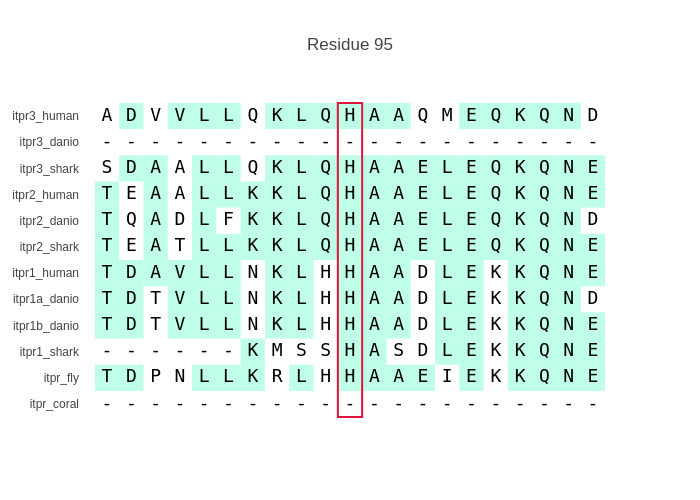 Residue 95
itpr3_human A D V V L L Q K L Q H A A Q M E Q K Q N D
itpr3_danio - - - - - - - - - - - - - - - - - - - - -
itpr3_shark S D A A L L Q K L Q H A A E L E Q K Q N E
itpr2_human T E A A L L K K L Q H A A E L E Q K Q N E
itpr2_danio T Q A D L F K K L Q H A A E L E Q K Q N D
itpr2_shark T E A T L L K K L Q H A A E L E Q K Q N E
itpr1_human T D A V L L N K L H H A A D L E K K Q N E
itpr1a_danio T D T V L L N K L H H A A D L E K K Q N D
itpr1b_danio T D T V L L N K L H H A A D L E K K Q N E
itpr1_shark - - - - - - K M S S H A S D L E K K Q N E
itpr_fly T D P N L L K R L H H A A E I E K K Q N E
itpr_coral - - - - - - - - - - - - - - - - - - - - -